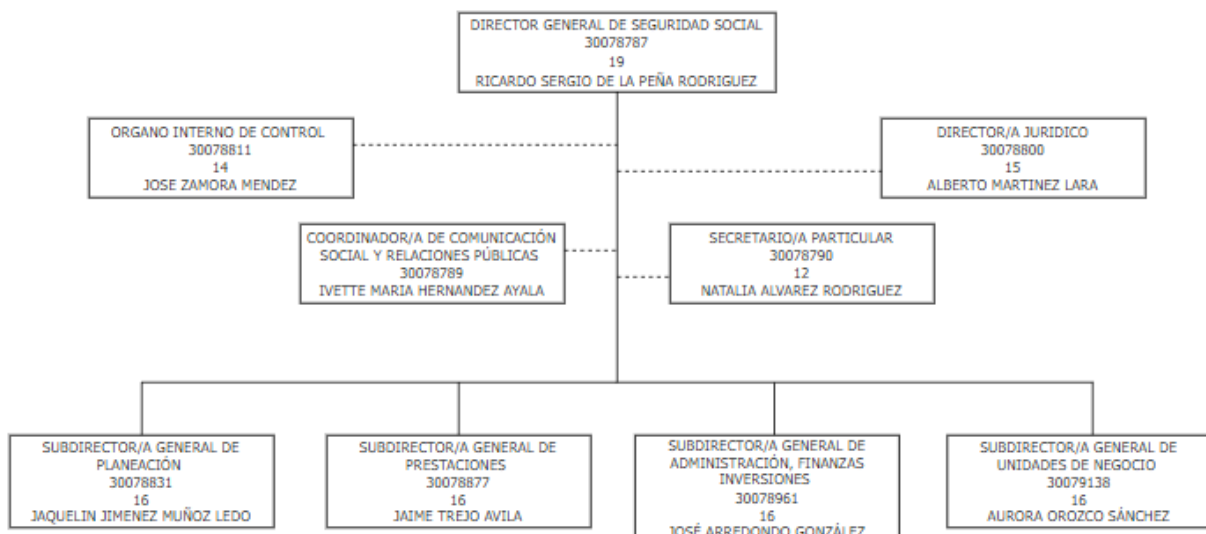 DIRECTOR GENERAL DE SEGURIDAD SOCIAL
30078787
19
RICARDO SERGIO DE LA PEÑA RODRIGUEZ
ORGANO INTERNO DE CONTROL
30078811
14
JOSE ZAMORA MENDEZ
DIRECTOR/A JURIDICO
30078800
15
ALBERTO MARTINEZ LARA
COORDINADOR/A DE COMUNICACIÓN
SOCIAL Y RELACIONES PÚBLICAS
30078789
IVETTE MARIA HERNANDEZ AYALA
SECRETARIO/A PARTICULAR
30078790
12
NATALIA ALVAREZ RODRIGUEZ
SUBDIRECTOR/A GENERAL DE
PLANEACIÓN
30078831
16
JAQUELIN JIMENEZ MUÑOZ LEDO
SUBDIRECTOR/A GENERAL DE
PRESTACIONES
30078877
16
JAIME TREJO AVILA
SUBDIRECTOR/A GENERAL DE
ADMINISTRACIÓN, FINANZAS
INVERSIONES
30078961
16
JOSÉ ARREDONDO GONZÁLEZ
SUBDIRECTOR/A GENERAL DE
UNIDADES DE NEGOCIO
30079138
16
AURORA OROZCO SÁNCHEZ